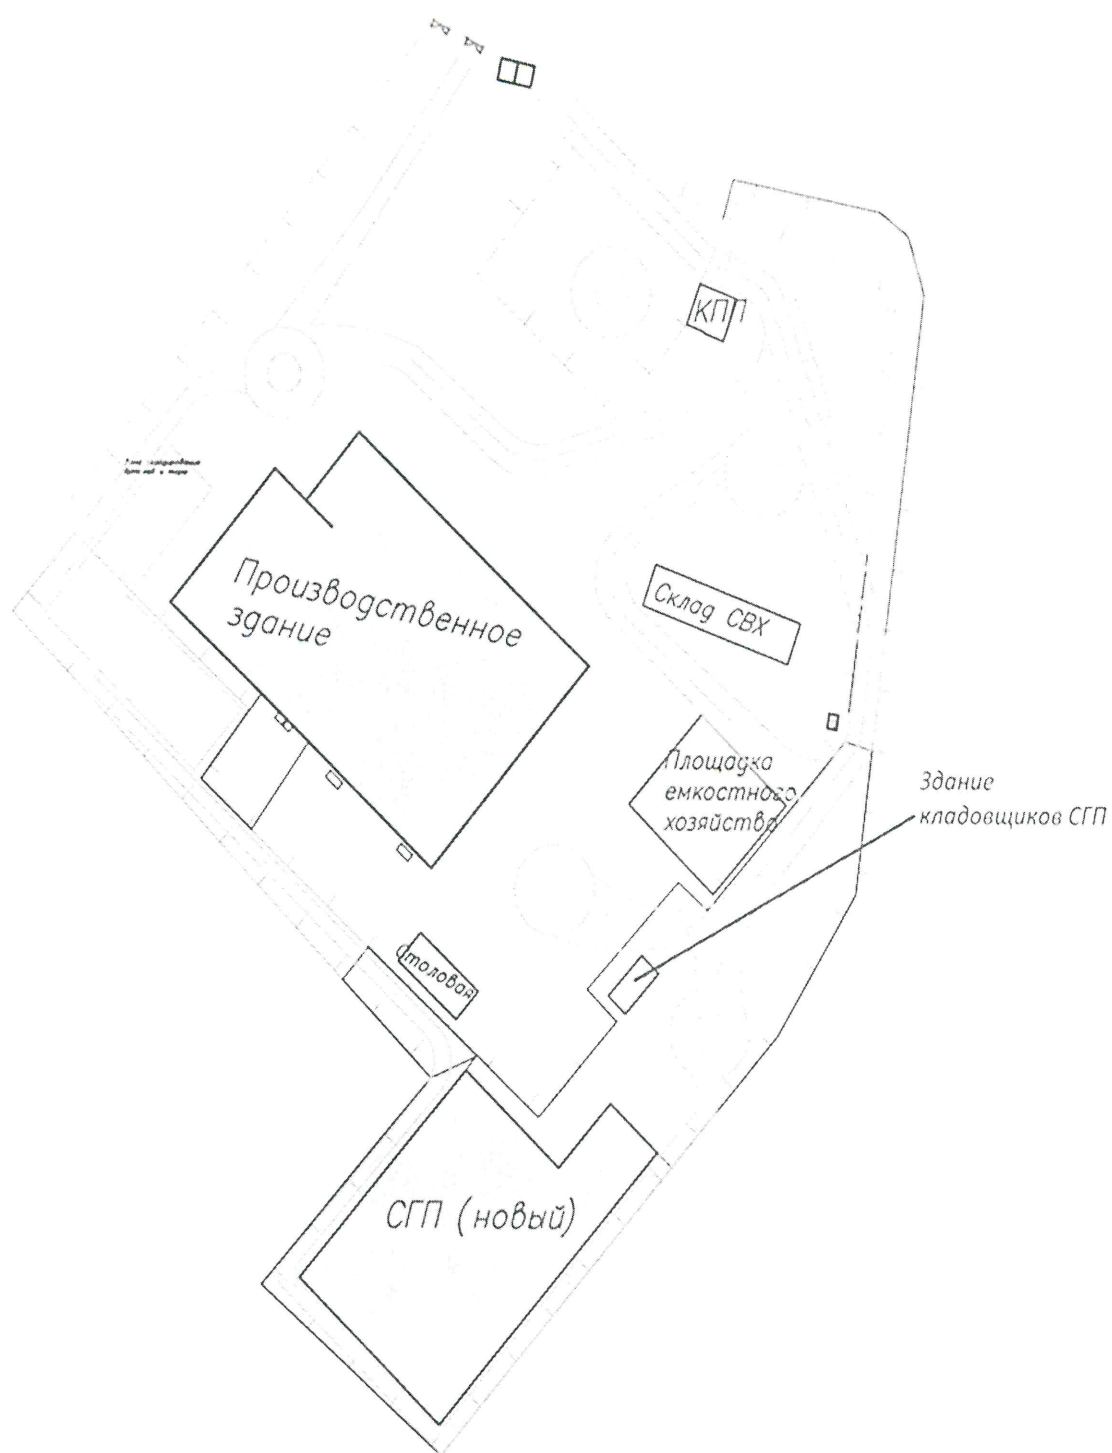 КПП
Производственное
здание
Склад СВХ
Площадка
емкостного
хозяйства
Здание
кладовщиков СГП
Столовая
СГП (новый)